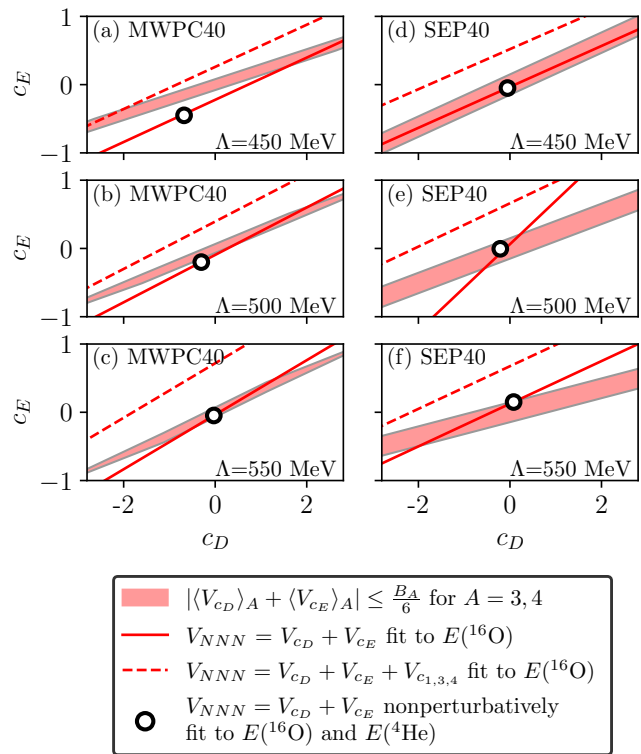 (a) MWPC40
(d) SEP40
1
0
−1
c_E
Λ=450 MeV
Λ=450 MeV
(b) MWPC40
(e) SEP40
1
0
−1
c_E
Λ=500 MeV
Λ=500 MeV
(c) MWPC40
(f) SEP40
1
0
−1
c_E
Λ=550 MeV
Λ=550 MeV
-2 0 2
-2 0 2
c_D
c_D
|⟨V_{c_D}⟩_A + ⟨V_{c_E}⟩_A| ≤ \frac{B_A}{6} for A = 3, 4
V_{NNN} = V_{c_D} + V_{c_E} fit to E(^{16}O)
V_{NNN} = V_{c_D} + V_{c_E} + V_{c_{1,3,4}} fit to E(^{16}O)
V_{NNN} = V_{c_D} + V_{c_E} nonperturbatively
fit to E(^{16}O) and E(^4He)